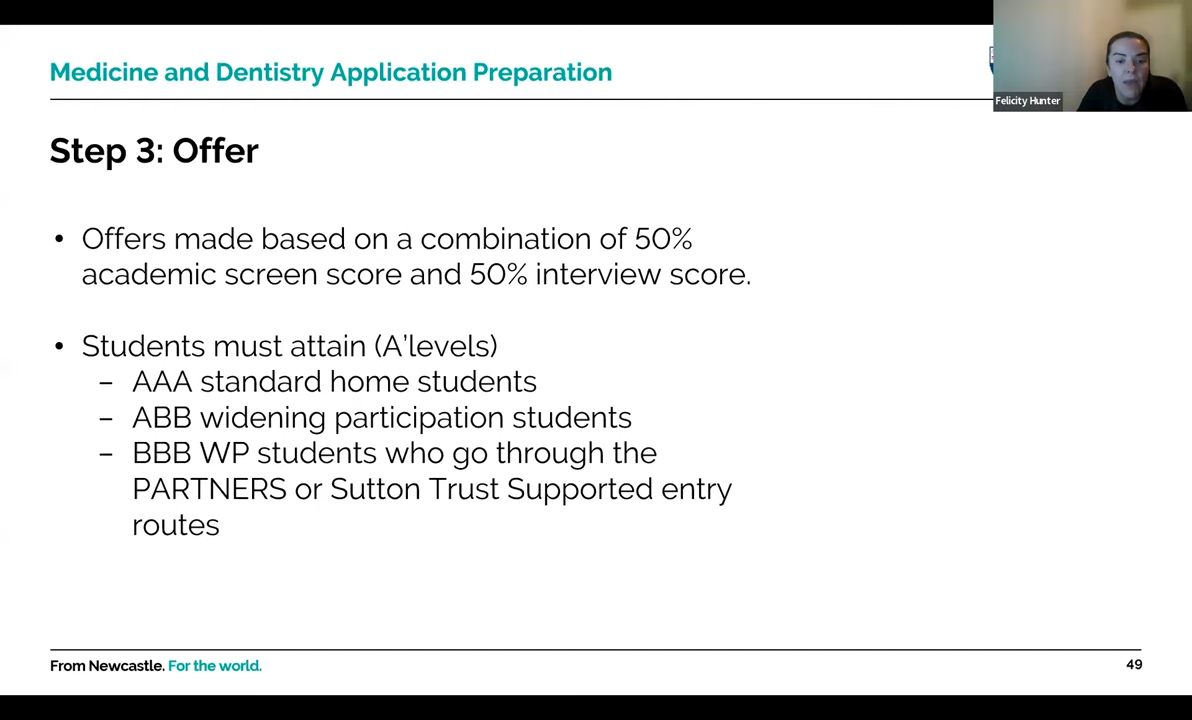 Medicine and Dentistry Application Preparation
Felicity Hunter
Step 3: Offer
• Offers made based on a combination of 50%
academic screen score and 50% interview score.
• Students must attain (A'levels)
– AAA standard home students
– ABB widening participation students
– BBB WP students who go through the
PARTNERS or Sutton Trust Supported entry
routes
From Newcastle. For the world.
49